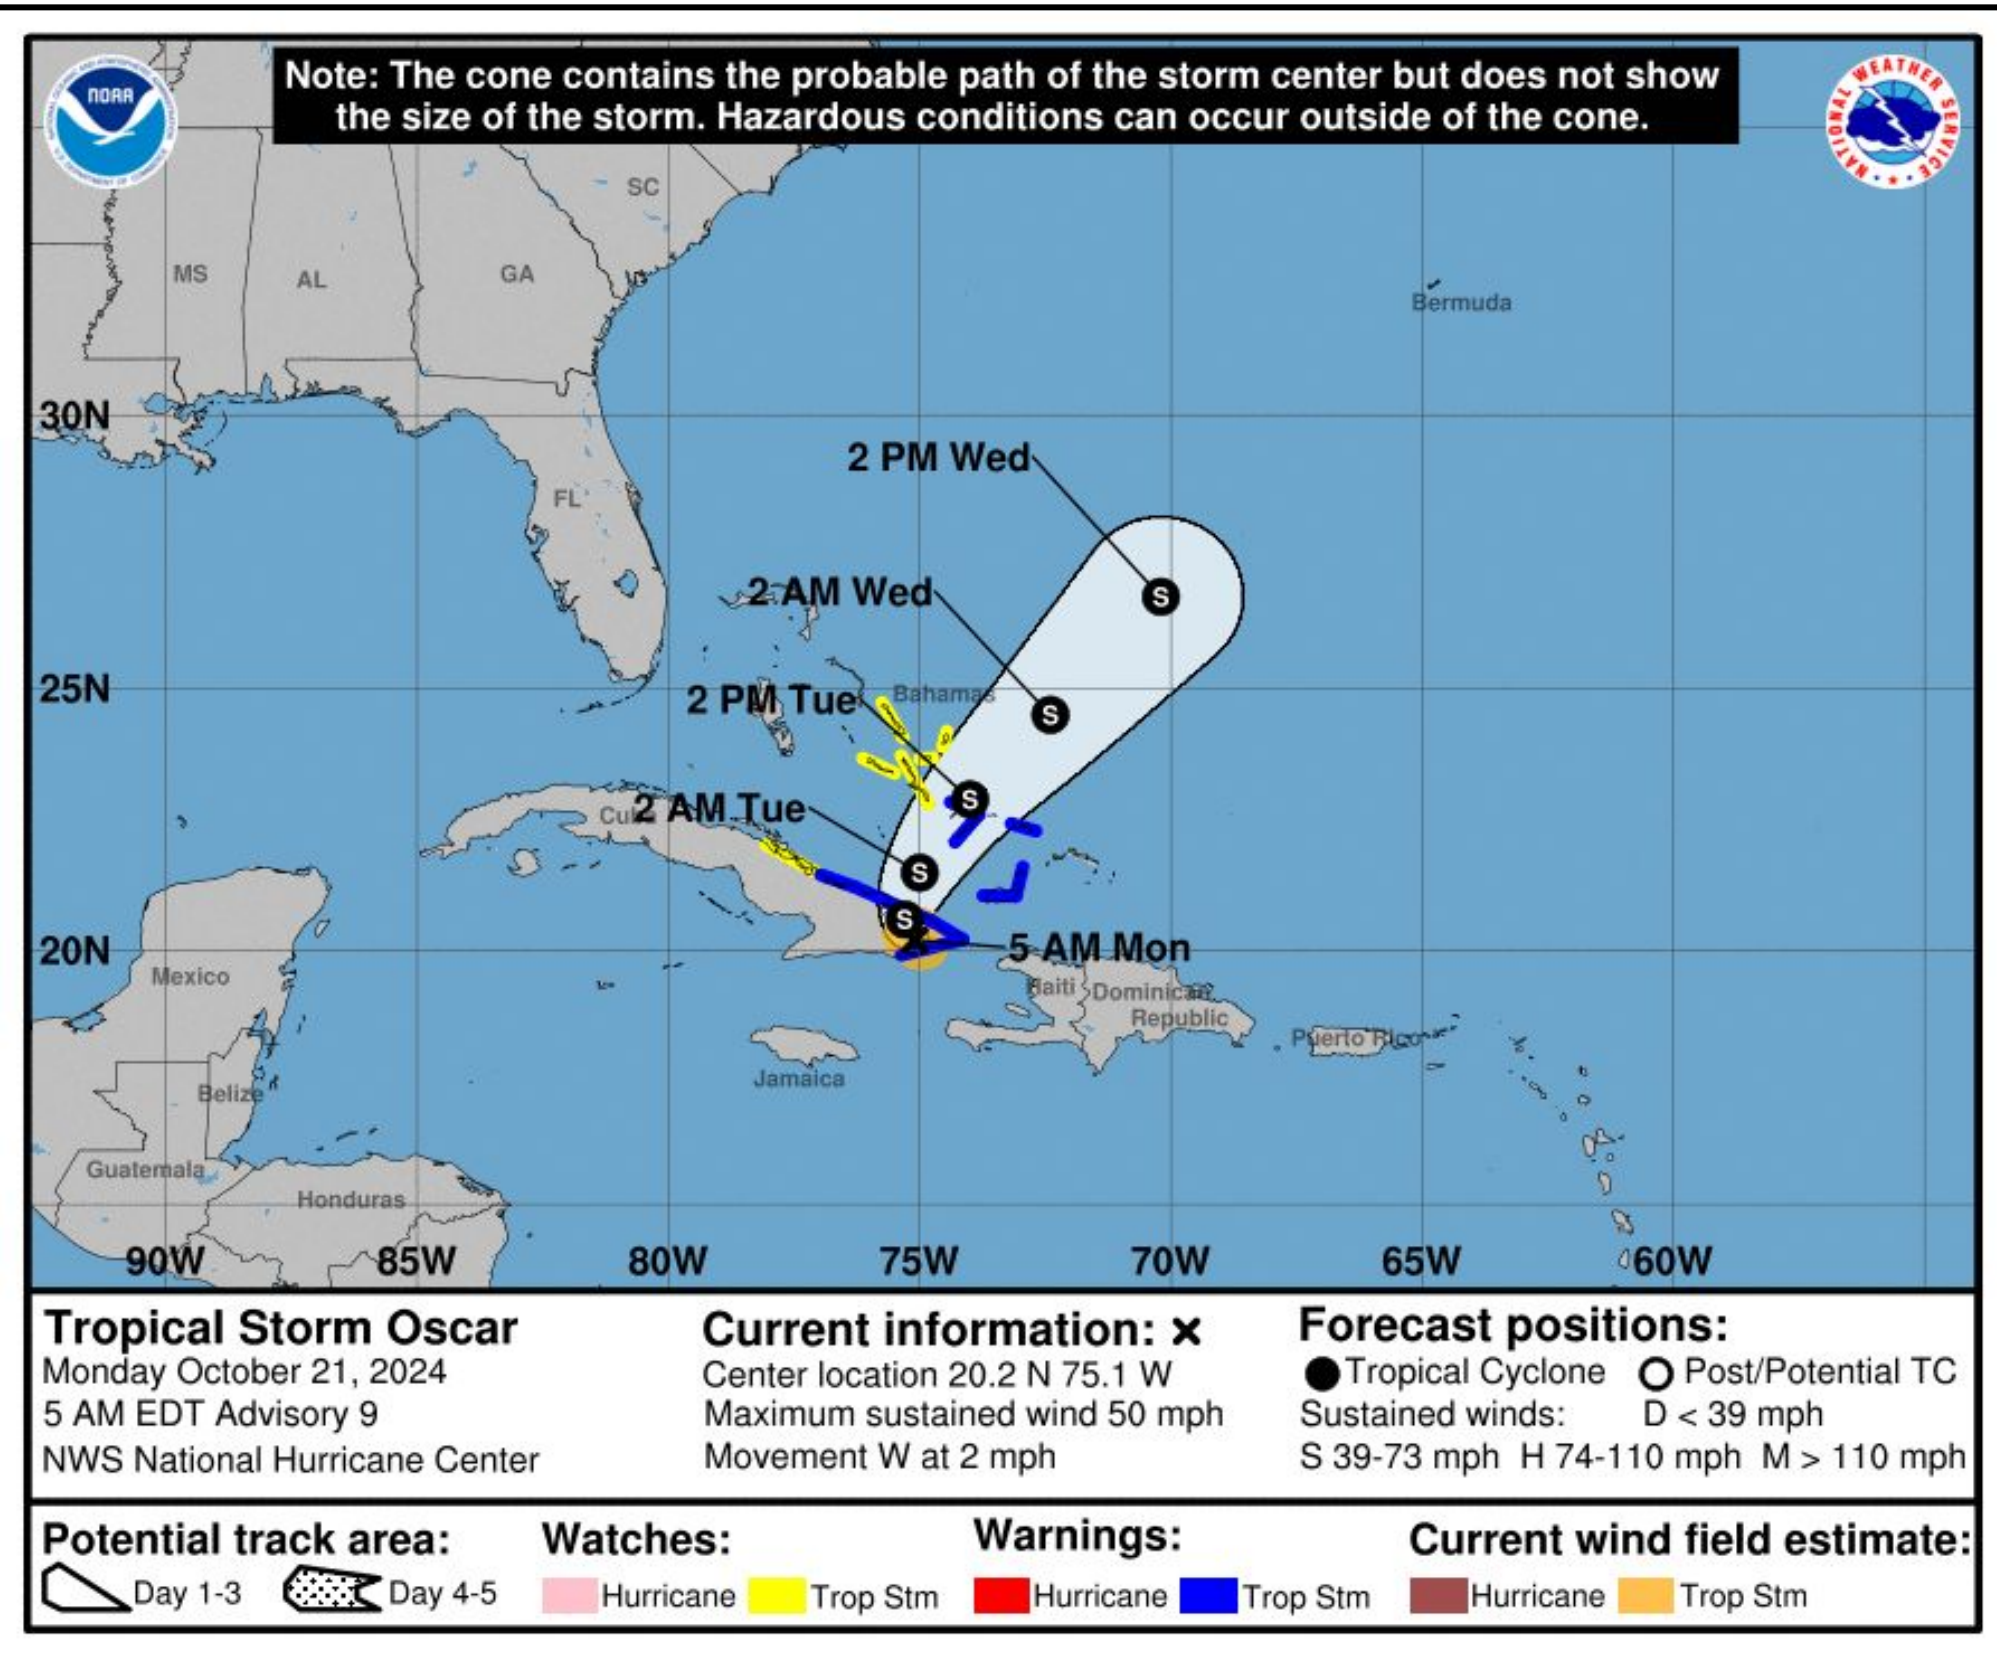 Note: The cone contains the probable path of the storm center but does not show
the size of the storm. Hazardous conditions can occur outside of the cone.
NOAA
NATIONAL WEATHER SERVICE
SC
MS
AL
GA
Bermuda
30N
2 PM Wed
FL
S
2 AM Wed
25N
Bahamas
2 PM Tue
S
S
Cuba
2 AM Tue
S
S
20N
5 AM Mon
Mexico
Haiti
Dominican
Republic
Puerto Rico
Jamaica
Belize
Guatemala
Honduras
90W 85W 80W 75W 70W 65W 60W
Tropical Storm Oscar
Monday October 21, 2024
5 AM EDT Advisory 9
NWS National Hurricane Center
Current information: ×
Center location 20.2 N 75.1 W
Maximum sustained wind 50 mph
Movement W at 2 mph
Forecast positions:
Tropical Cyclone Post/Potential TC
Sustained winds: D < 39 mph
S 39-73 mph H 74-110 mph M > 110 mph
Potential track area:
Day 1-3 Day 4-5
Watches:
Hurricane Trop Stm
Warnings:
Hurricane Trop Stm
Current wind field estimate:
Hurricane Trop Stm